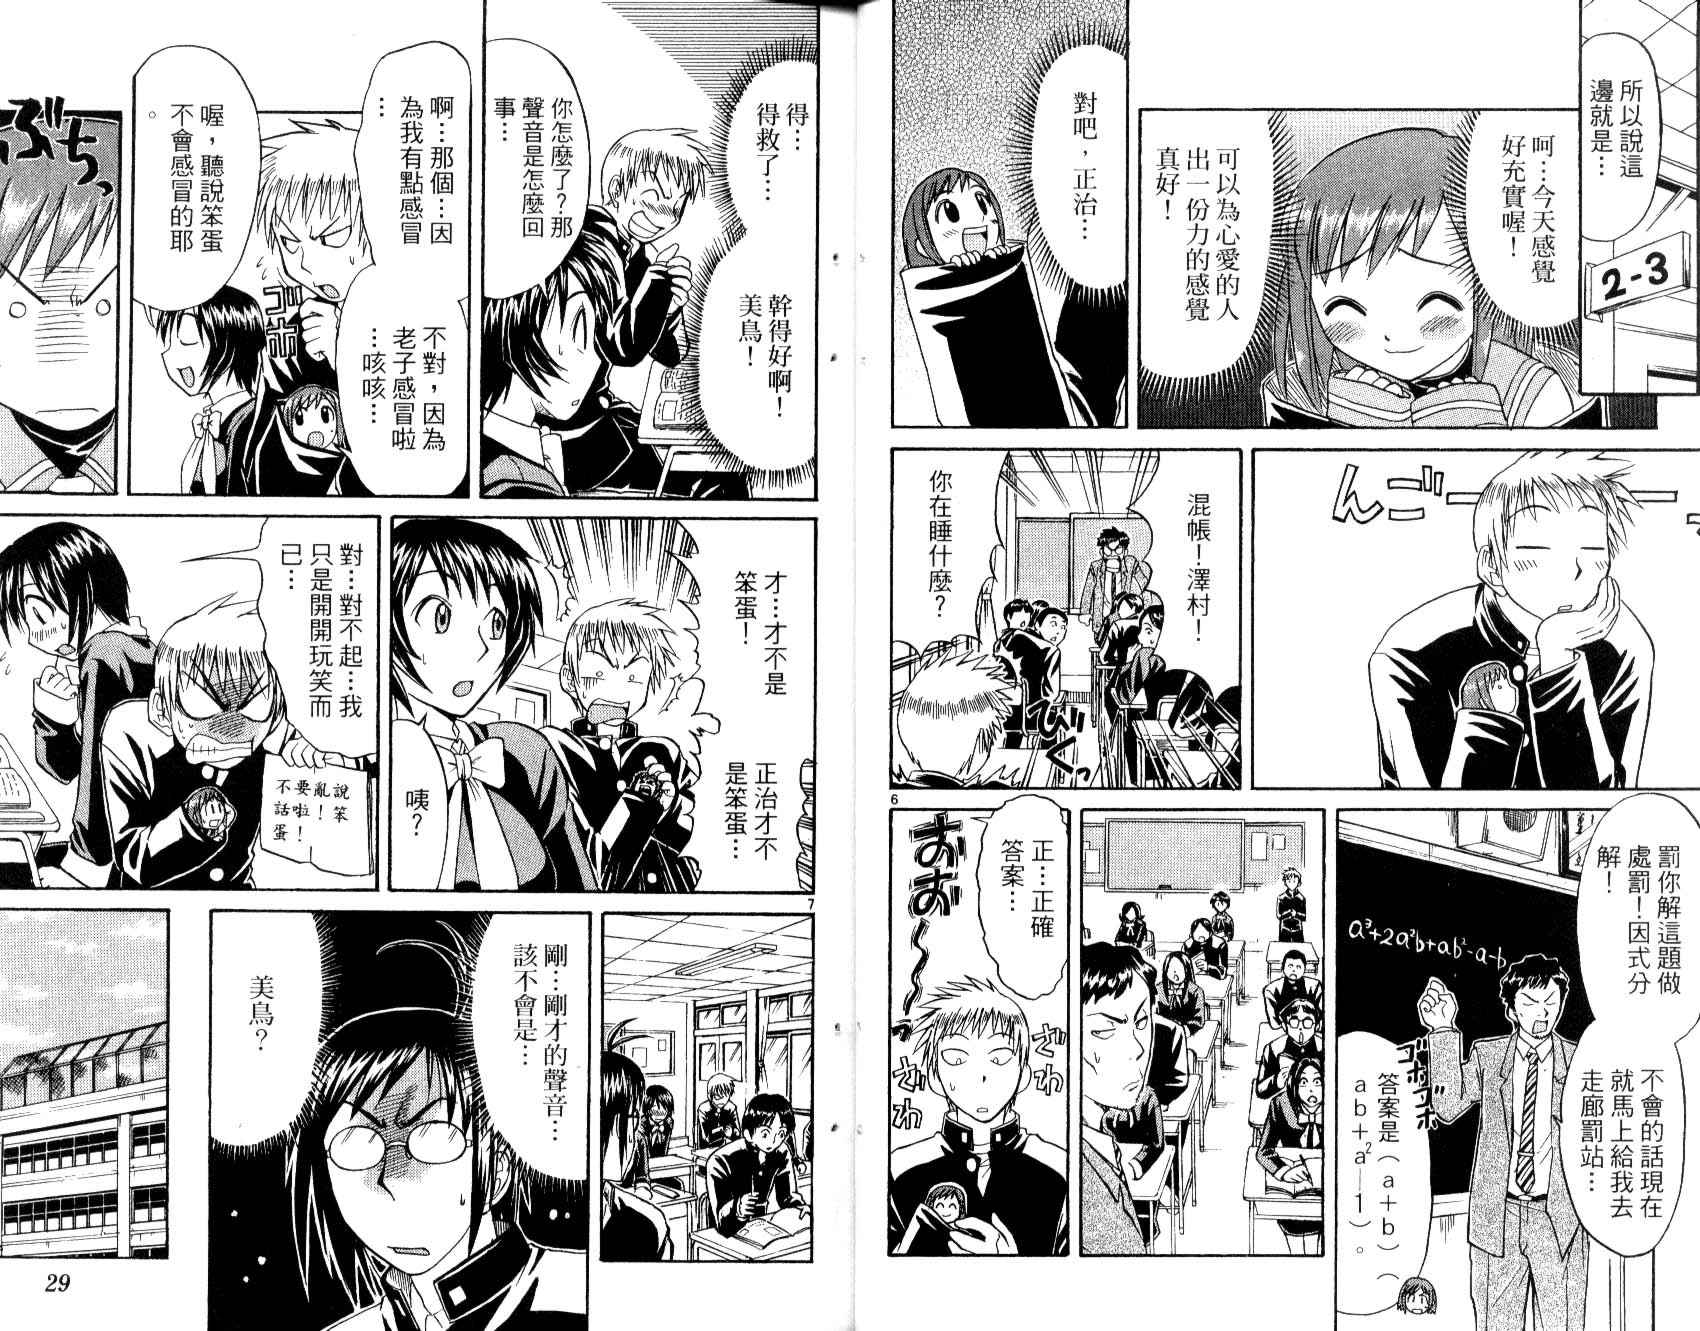 所以說這
邊就是…
2-3
呵…今天感覺
好充實喔！
可以為心愛的人
出一份力的感覺
真好！
對吧，正治…
んごー
混帳！澤村！
你在睡什麼？
びくっ
6
罰你解這題做
處罰！因式分
解！
a³+2a²b+ab²-a-b
不會的話現在
就馬上給我去
走廊罰站…
ゴホゴホ
答案是（a+b）（
ab+a²－1）。
正…正確
答案…
おお～
ざわ
ざわ
得…
得救了…
幹得好啊！
美鳥！
你怎麼了？那
聲音是怎麼回
事…
啊…那個…因
為我有點感冒
…
不對，因為
老子感冒啦
…咳咳…
ゴホ
喔，聽說笨蛋
不會感冒的耶
。
ぶちっ
才…才不是
笨蛋！
正治才不
是笨蛋…
咦？
對…對不起…我
只是開開玩笑而
已…
說笨
亂！
要啦！
不話蛋
7
剛…剛才的聲音…
該不會是…
美鳥？
29